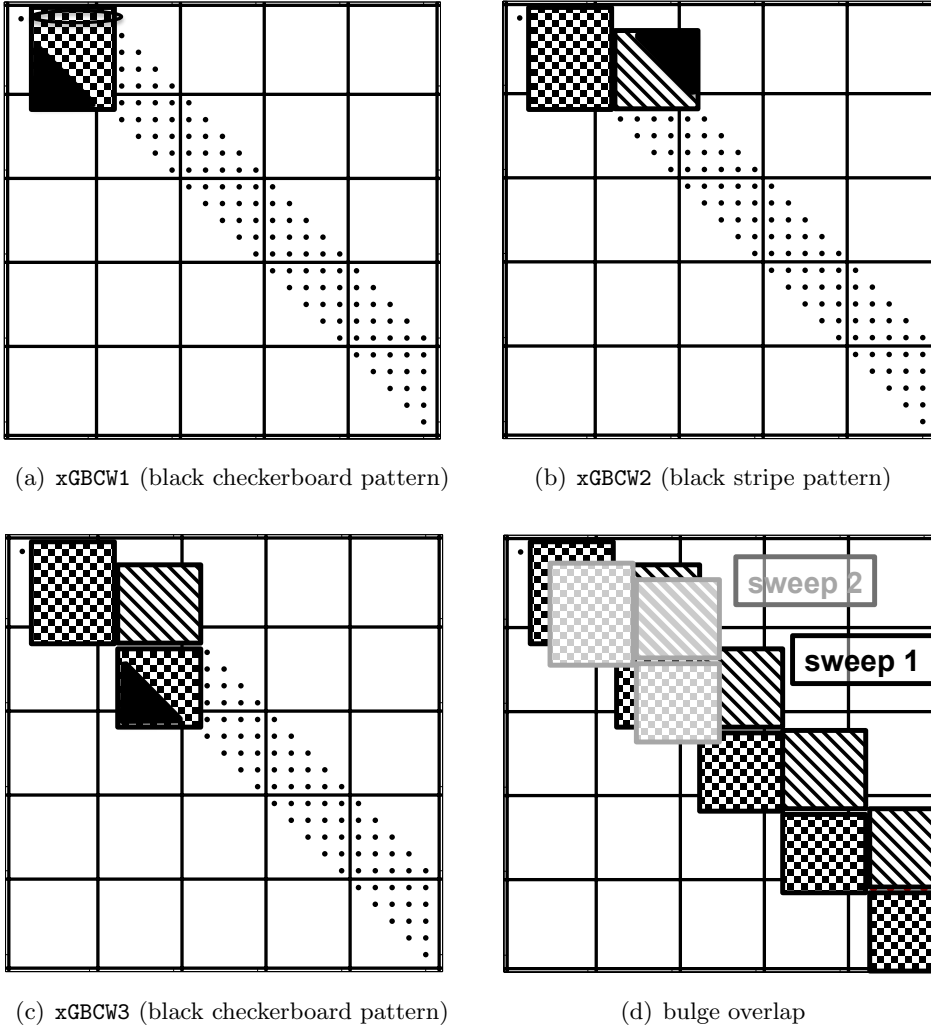 (a) xGBCW1 (black checkerboard pattern)
(b) xGBCW2 (black stripe pattern)
sweep 2
sweep 1
(c) xGBCW3 (black checkerboard pattern)
(d) bulge overlap